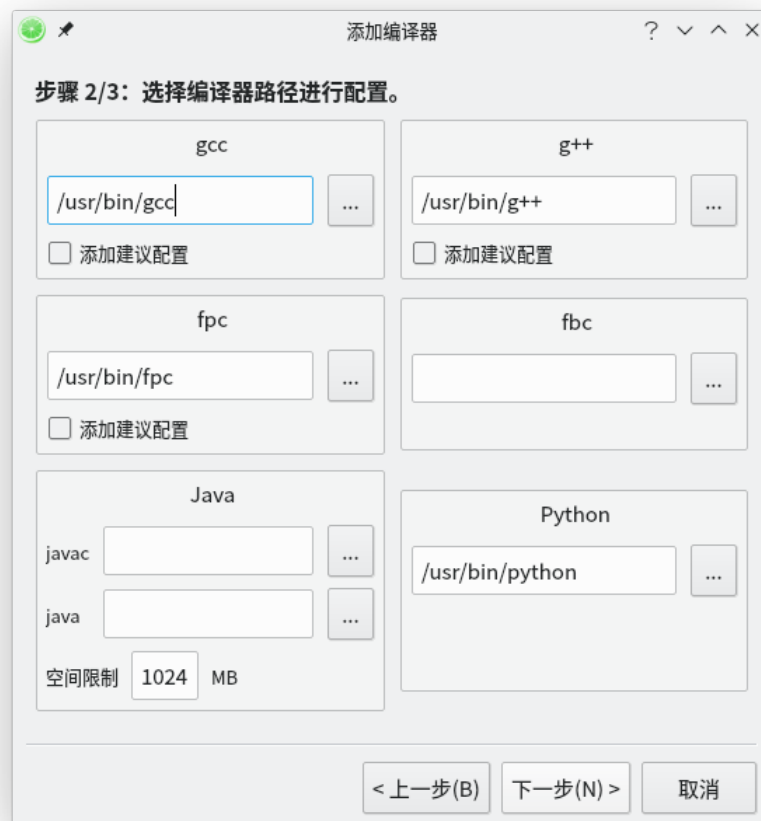 添加编译器
步骤 2/3：选择编译器路径进行配置。
gcc
/usr/bin/gcc
...
添加建议配置
g++
/usr/bin/g++
...
添加建议配置
fpc
/usr/bin/fpc
...
添加建议配置
fbc
...
Java
javac
...
java
...
空间限制 1024 MB
Python
/usr/bin/python
...
< 上一步(B)
下一步(N) >
取消